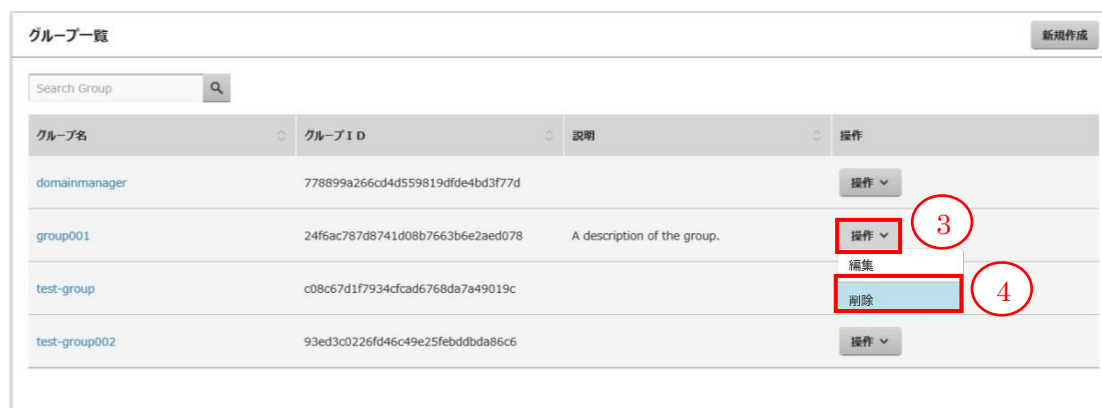 グループ一覧 新規作成
Search Group
グループ名 グループID 説明 操作
domainmanager 778899a266cd4d559819dfde4bd3f77d 操作
group001 24f6ac787d8741d08b7663b6e2aed078 A description of the group. 操作 3
編集
test-group c08c67d1f7934cfcad6768da7a49019c
削除 4
test-group002 93ed3c0226fd46c49e25febddbda86c6 操作